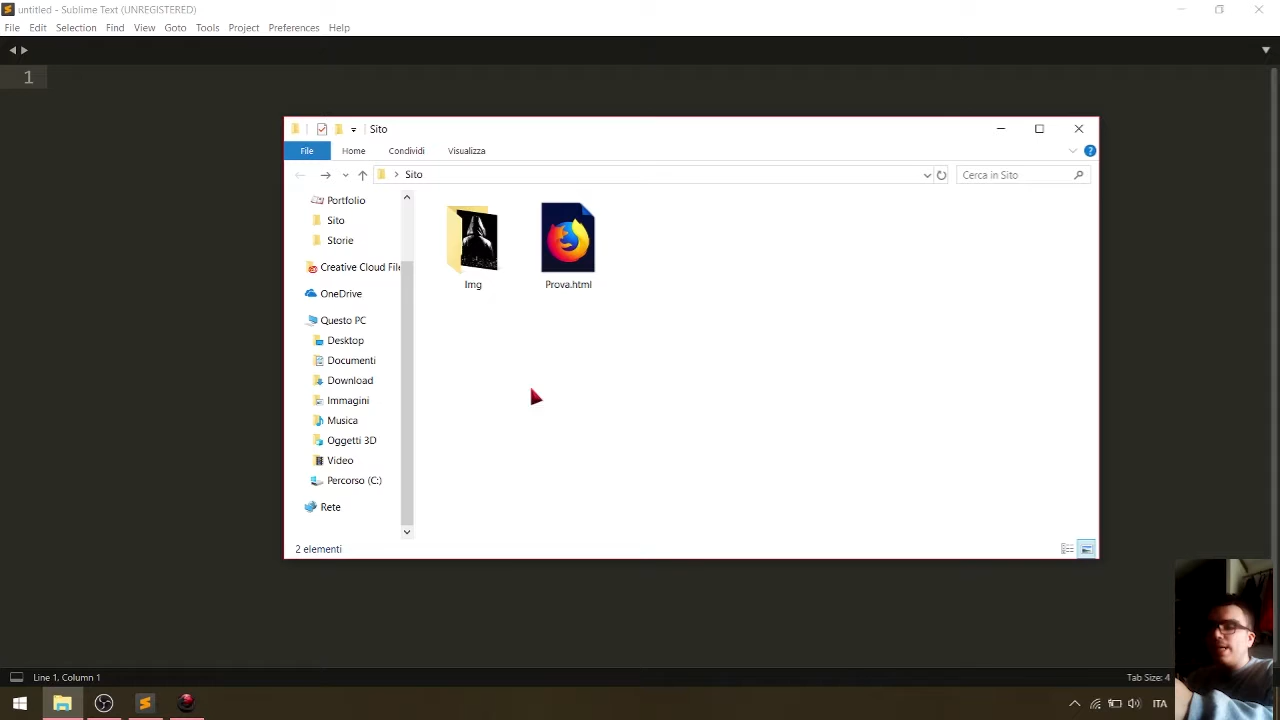 untitled - Sublime Text (UNREGISTERED)
File Edit Selection Find View Goto Tools Project Preferences Help
1
Sito
File Home Condividi Visualizza
Sito
Cerca in Sito
Portfolio
Sito
Storie
Creative Cloud File
OneDrive
Questo PC
Desktop
Documenti
Download
Immagini
Musica
Oggetti 3D
Video
Percorso (C:)
Rete
Img
Prova.html
2 elementi
Line 1, Column 1
Tab Size: 4
ITA